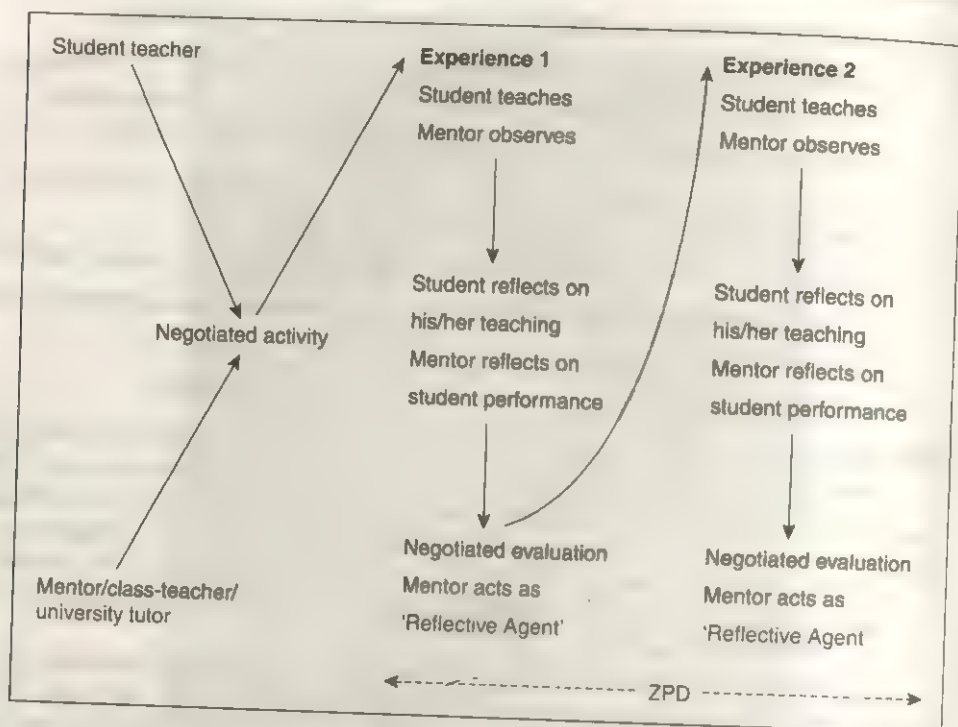 Student teacher
Negotiated activity
Mentor/class-teacher/
university tutor
Experience 1
Student teaches
Mentor observes
Student reflects on
his/her teaching
Mentor reflects on
student performance
Negotiated evaluation
Mentor acts as
'Reflective Agent'
Experience 2
Student teaches
Mentor observes
Student reflects on
his/her teaching
Mentor reflects on
student performance
Negotiated evaluation
Mentor acts as
'Reflective Agent
ZPD